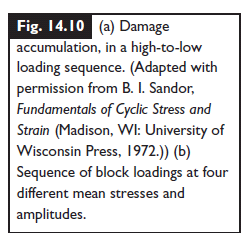 Fig. 14.10 (a) Damage
accumulation, in a high-to-low
loading sequence. (Adapted with
permission from B. I. Sandor,
Fundamentals of Cyclic Stress and
Strain (Madison, WI: University of
Wisconsin Press, 1972.)) (b)
Sequence of block loadings at four
different mean stresses and
amplitudes.